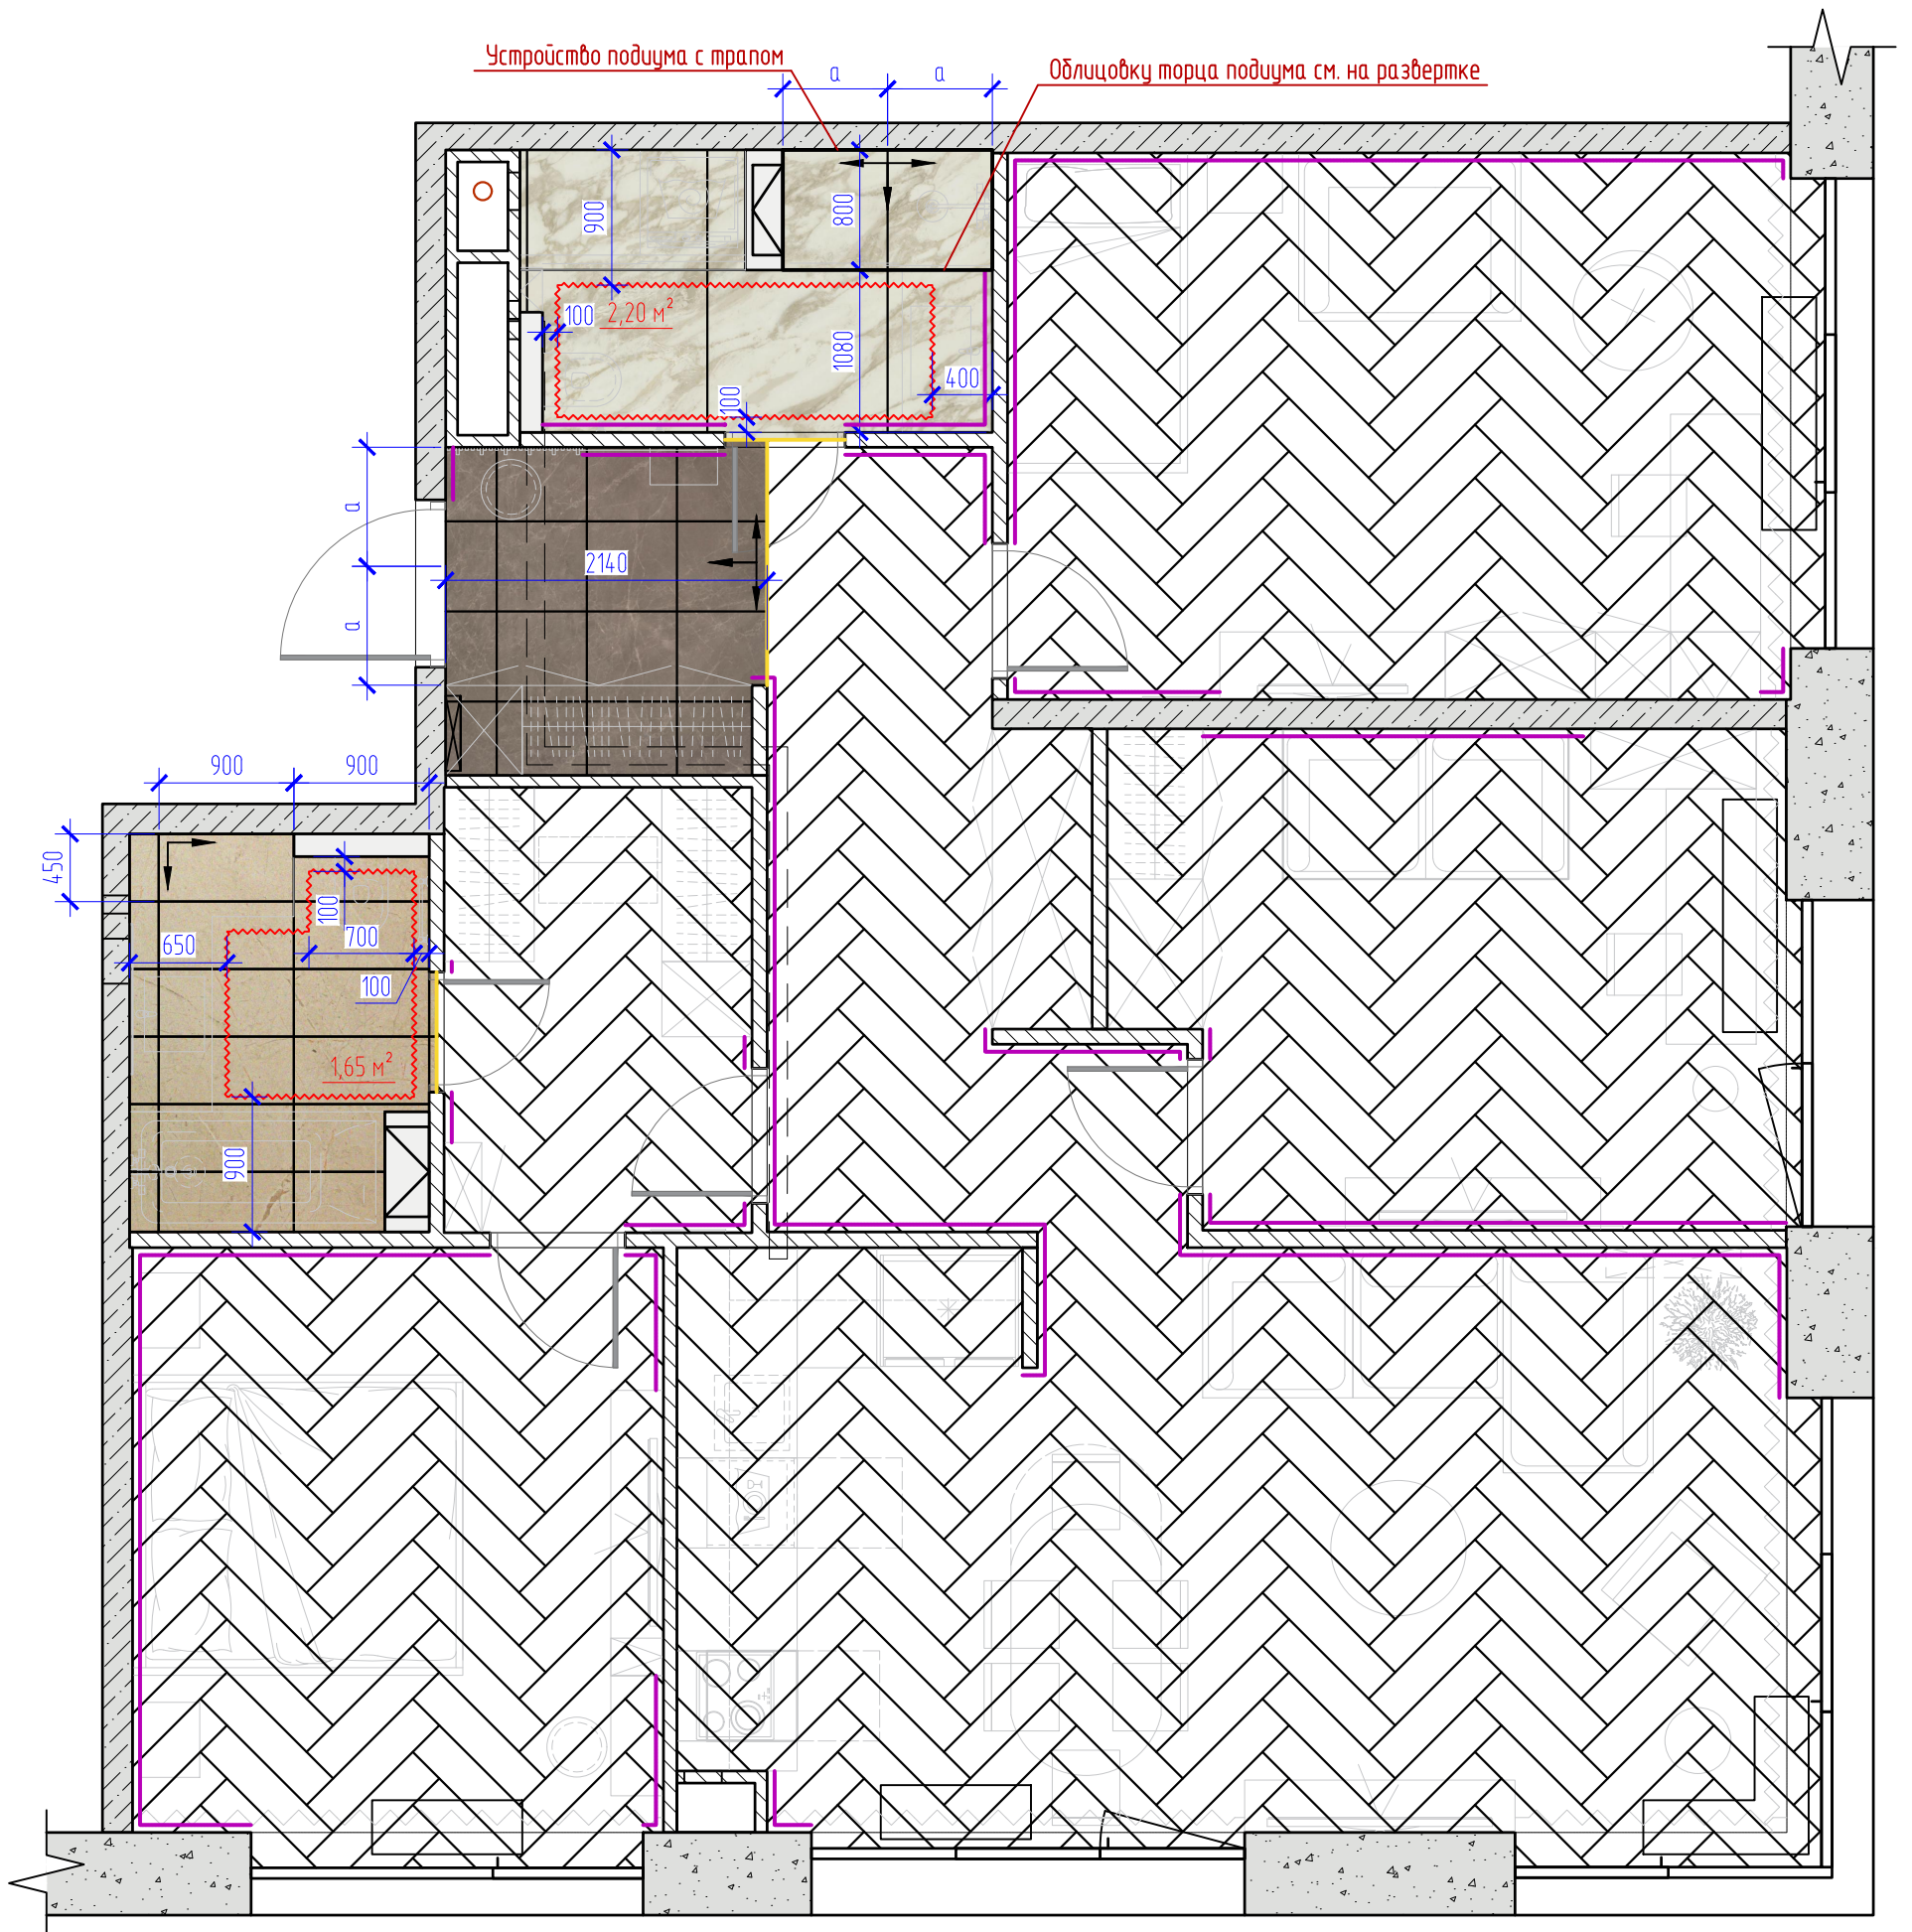 Устройство подиума с трапом
а
а
Облицовку торца подиума см. на развертке
900
800
100
2,20 м²
1080
400
100
а
2140
а
900
900
450
100
700
650
100
1,65 м²
900